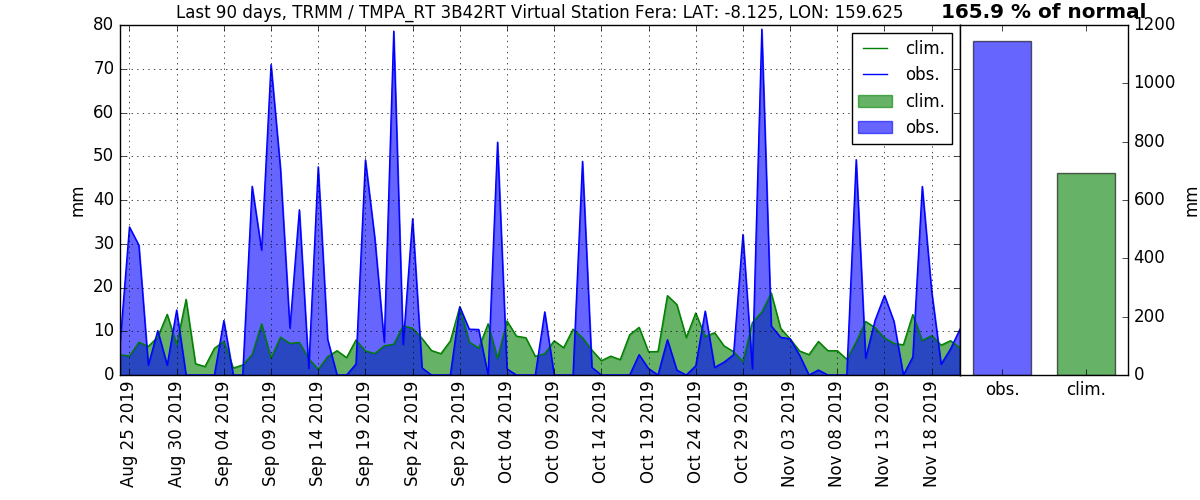 Last 90 days, TRMM / TMPA_RT 3B42RT Virtual Station Fera: LAT: -8.125, LON: 159.625
165.9 % of normal
80
70
60
50
40
30
20
10
0
mm
clim.
obs.
clim.
obs.
1200
1000
800
600
400
200
0
mm
Aug 25 2019
Aug 30 2019
Sep 04 2019
Sep 09 2019
Sep 14 2019
Sep 19 2019
Sep 24 2019
Sep 29 2019
Oct 04 2019
Oct 09 2019
Oct 14 2019
Oct 19 2019
Oct 24 2019
Oct 29 2019
Nov 03 2019
Nov 08 2019
Nov 13 2019
Nov 18 2019
obs.
clim.